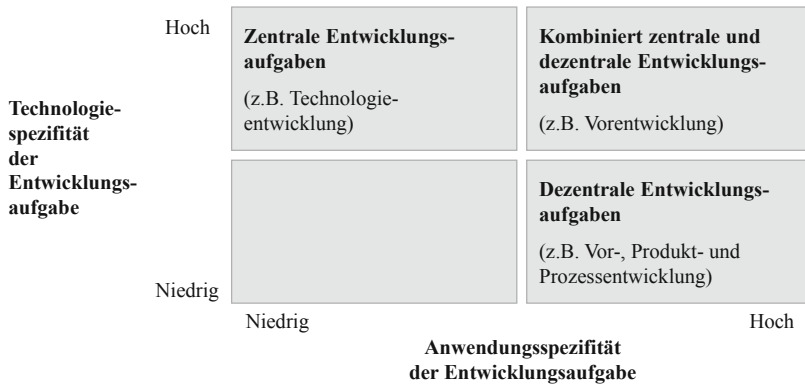 Hoch
Zentrale Entwicklungs-
aufgaben
(z.B. Technologie-
entwicklung)
Kombiniert zentrale und
dezentrale Entwicklungs-
aufgaben
(z.B. Vorentwicklung)
Technologie-
spezifität
der
Entwicklungs-
aufgabe
Dezentrale Entwicklungs-
aufgaben
(z.B. Vor-, Produkt- und
Prozessentwicklung)
Niedrig
Niedrig
Hoch
Anwendungsspezifität
der Entwicklungsaufgabe